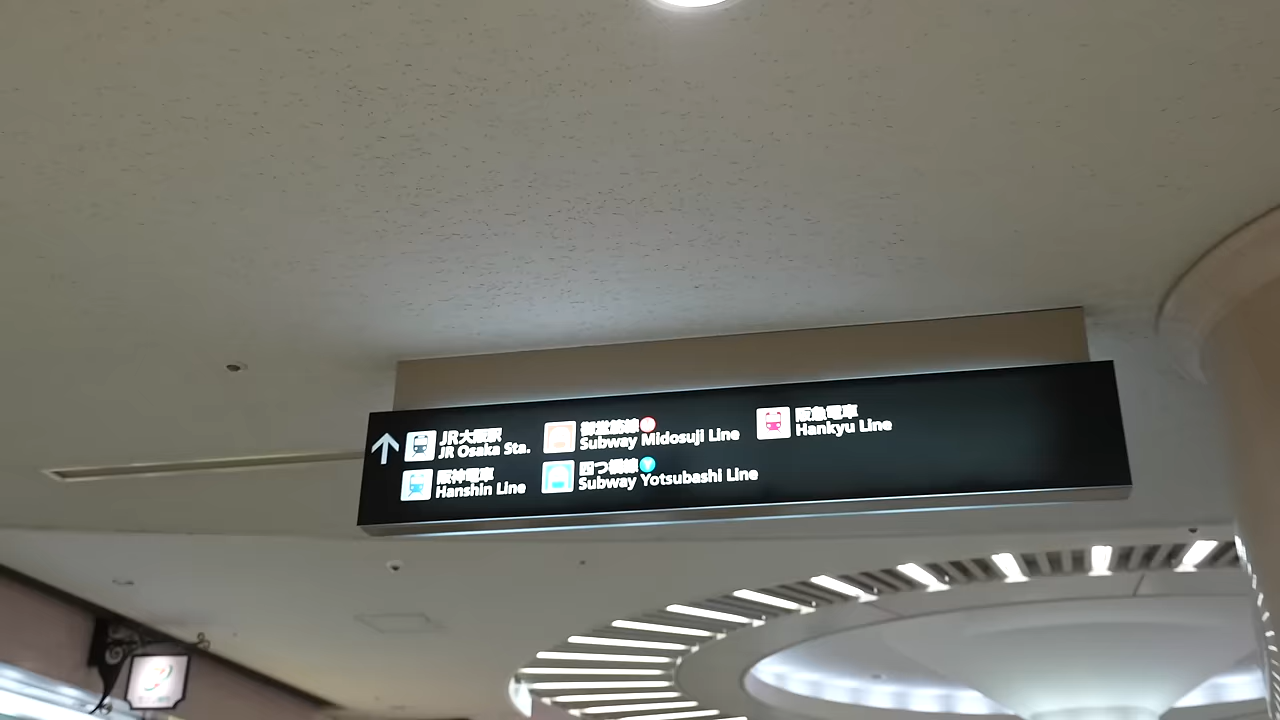 JR大阪駅
JR Osaka Sta.
阪神電車
Hanshin Line
御堂筋線
Subway Midosuji Line
四つ橋線 Y
Subway Yotsubashi Line
阪急電車
Hankyu Line